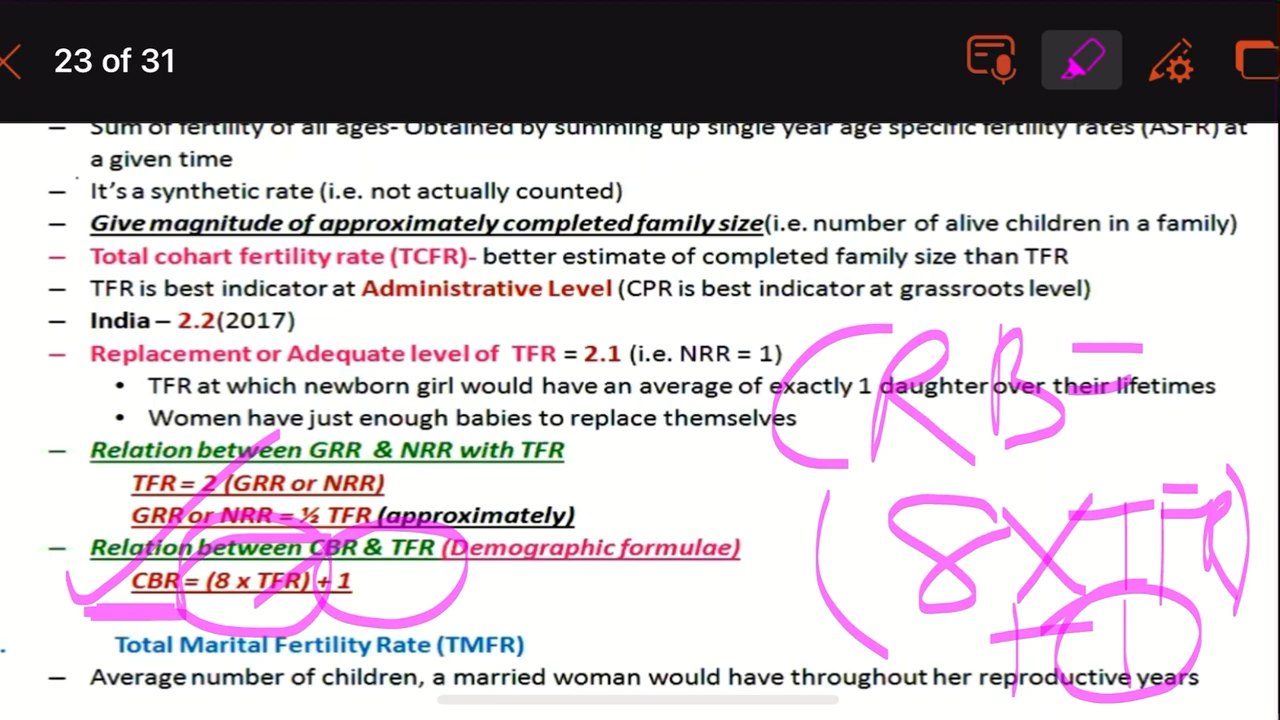 23 of 31
– Sum of fertility of all ages- Obtained by summing up single year age specific fertility rates (ASFR) at
a given time
– It's a synthetic rate (i.e. not actually counted)
– Give magnitude of approximately completed family size(i.e. number of alive children in a family)
– Total cohart fertility rate (TCFR)- better estimate of completed family size than TFR
– TFR is best indicator at Administrative Level (CPR is best indicator at grassroots level)
– India – 2.2(2017)
– Replacement or Adequate level of TFR = 2.1 (i.e. NRR = 1)
• TFR at which newborn girl would have an average of exactly 1 daughter over their lifetimes
• Women have just enough babies to replace themselves
– Relation between GRR & NRR with TFR
TFR = 2 (GRR or NRR)
GRR or NRR = ½ TFR (approximately)
– Relation between CBR & TFR (Demographic formulae)
CBR = (8 x TFR) + 1
CRB =
(8XTFR)
+1
. Total Marital Fertility Rate (TMFR)
– Average number of children, a married woman would have throughout her reproductive years